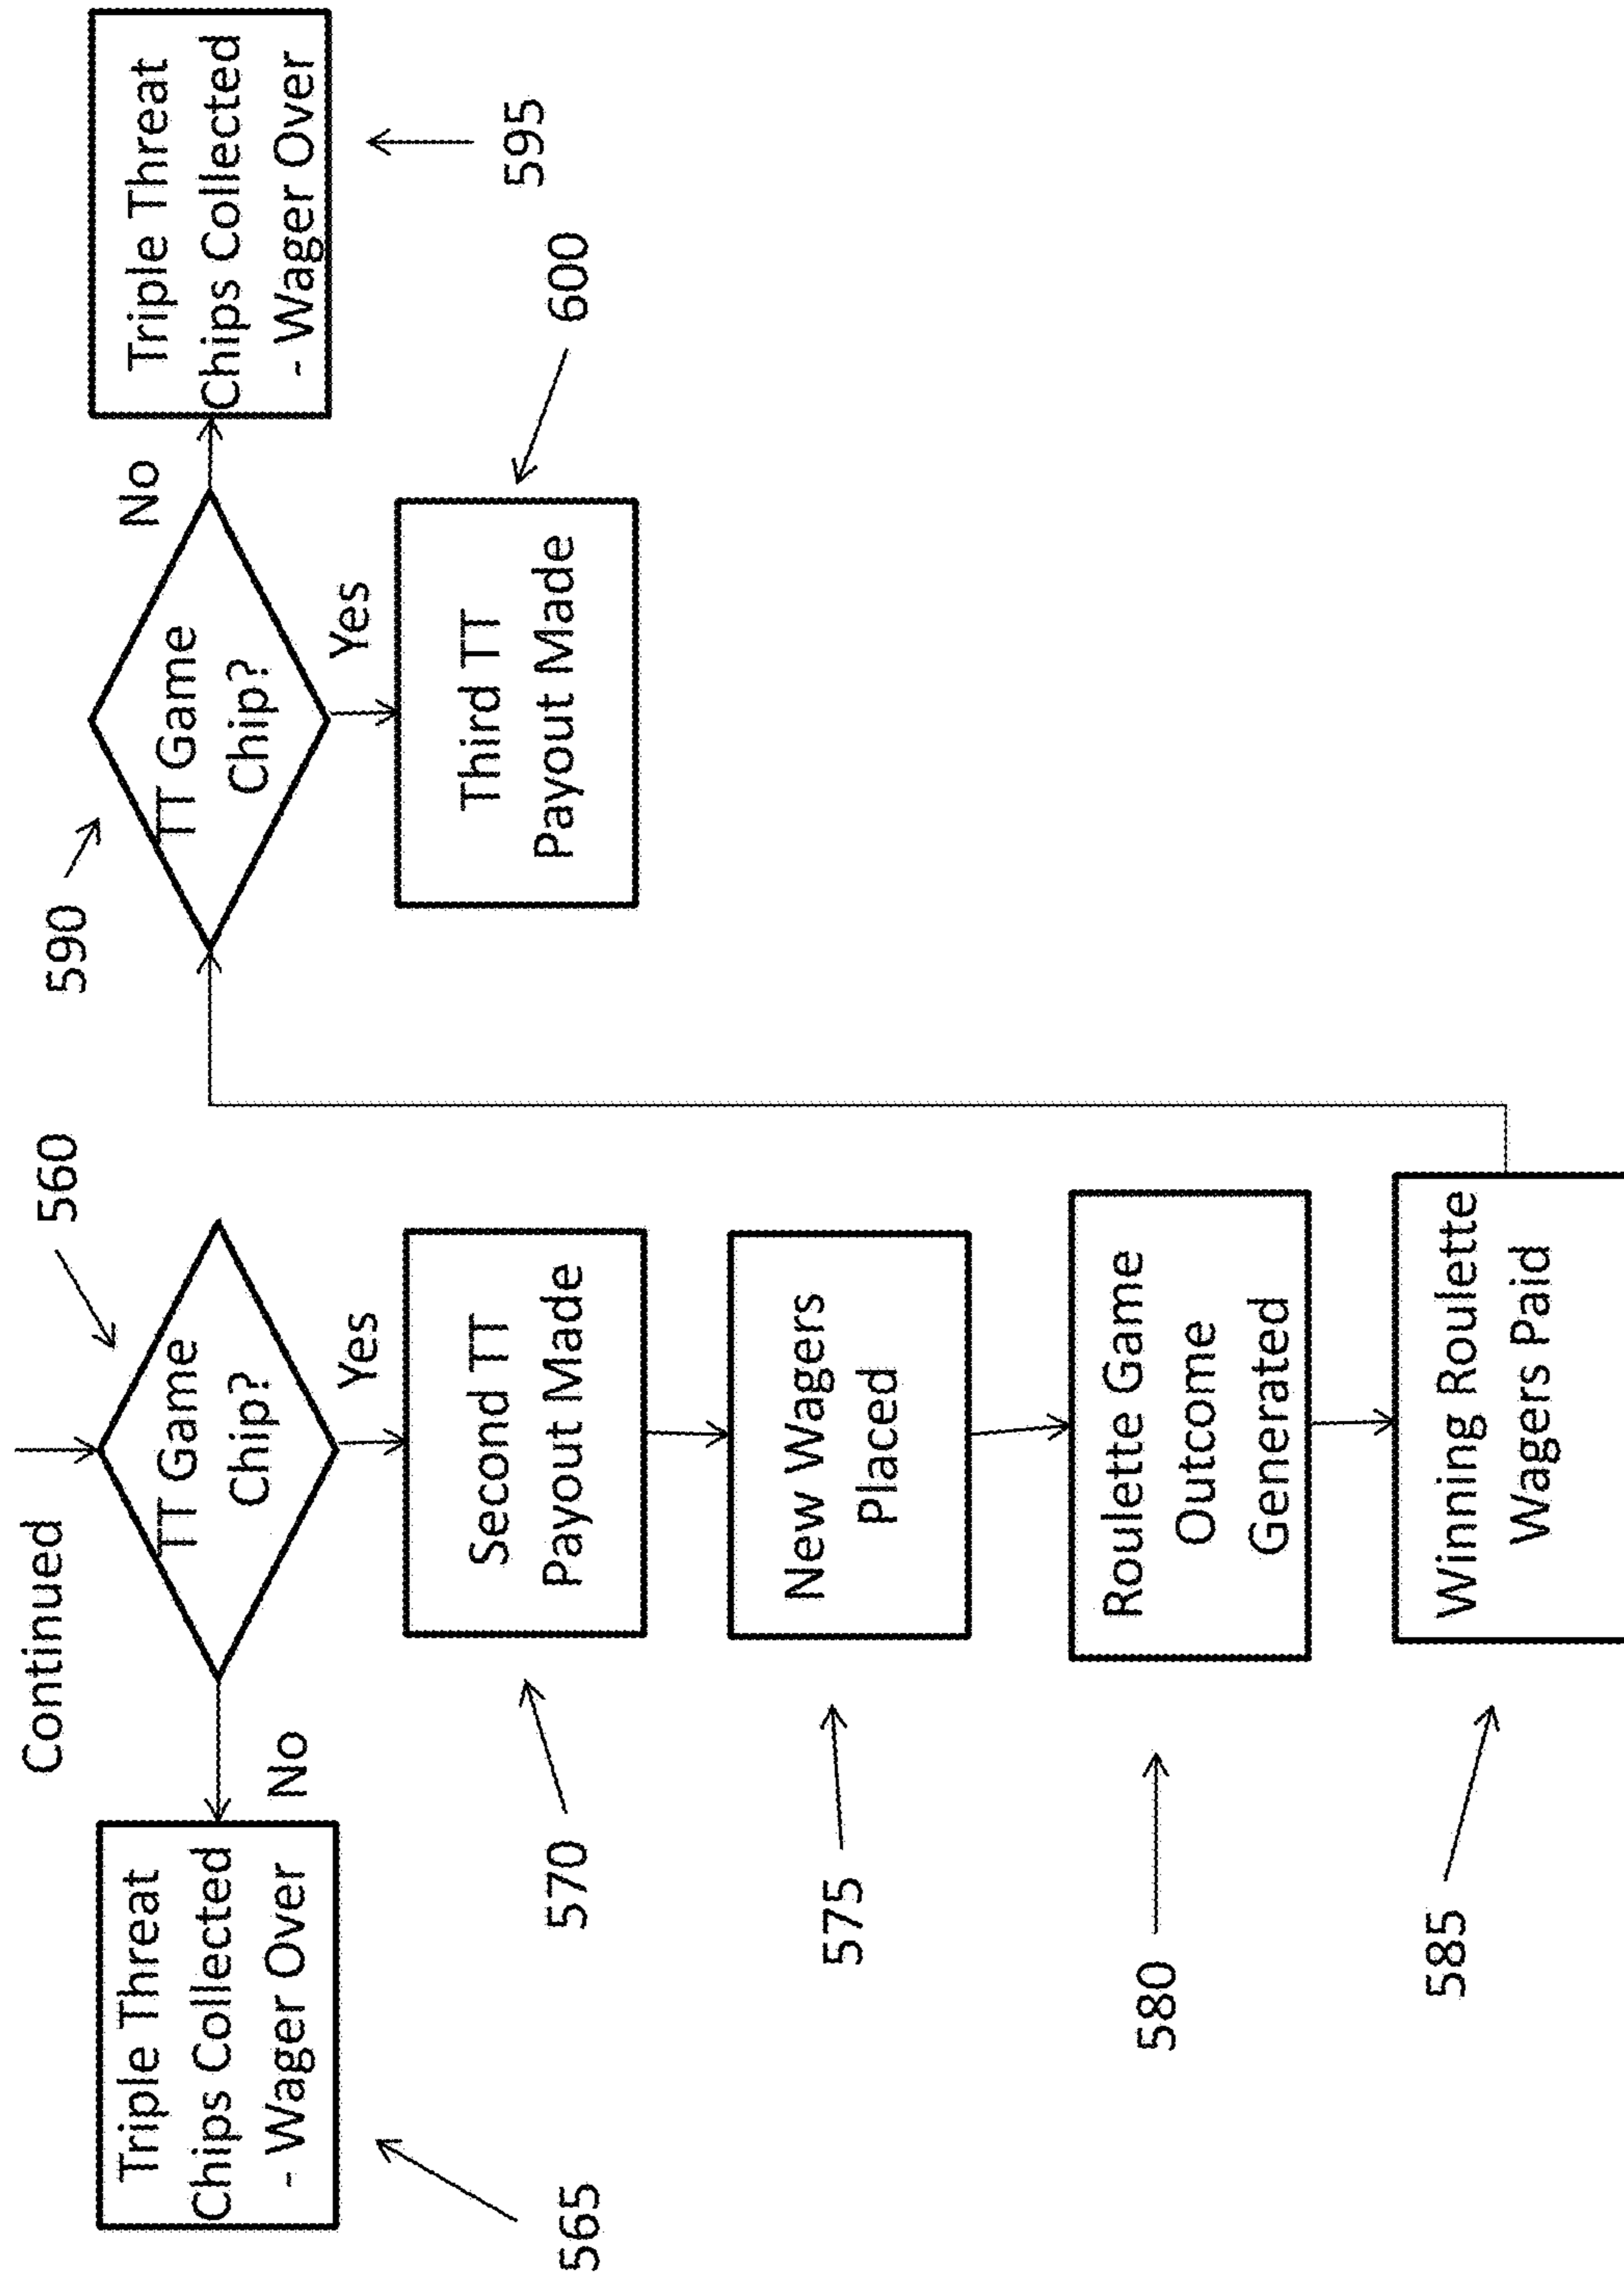 Continued
560
TT Game
Chip?
No
Yes
Triple Threat
Chips Collected
- Wager Over
565
Second TT
Payout Made
570
New Wagers
Placed
575
Roulette Game
Outcome
Generated
580
Winning Roulette
Wagers Paid
585
590
TT Game
Chip?
No
Yes
Triple Threat
Chips Collected
- Wager Over
595
Third TT
Payout Made
600